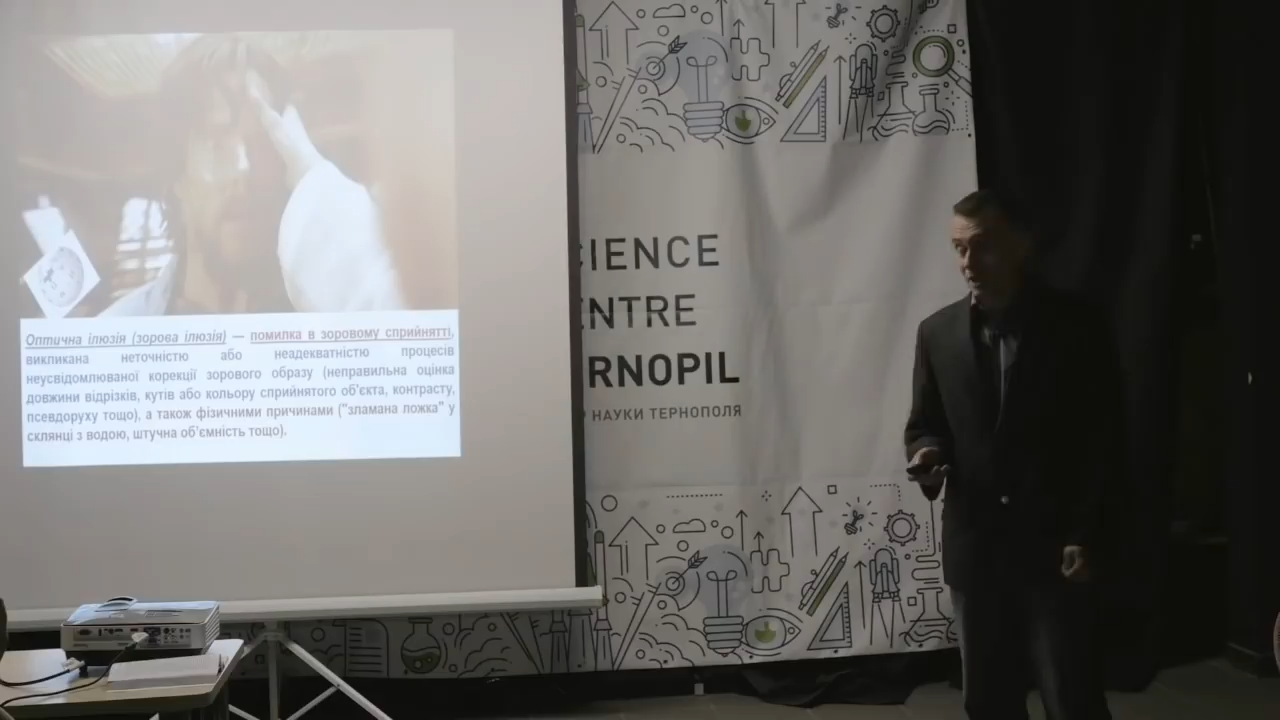 Оптична ілюзія (зорова ілюзія) — помилка в зоровому сприйнятті,
викликана неточністю або неадекватністю процесів
неусвідомлюваної корекції зорового образу (неправильна оцінка
довжини відрізків, кутів або кольору сприйнятого об'єкта, контрасту,
псевдоруху тощо), а також фізичними причинами ("зламана ложка" у
склянці з водою, штучна об'ємність тощо).
CIENCE
ENTRE
RNOPIL
НАУКИ ТЕРНОПОЛЯ